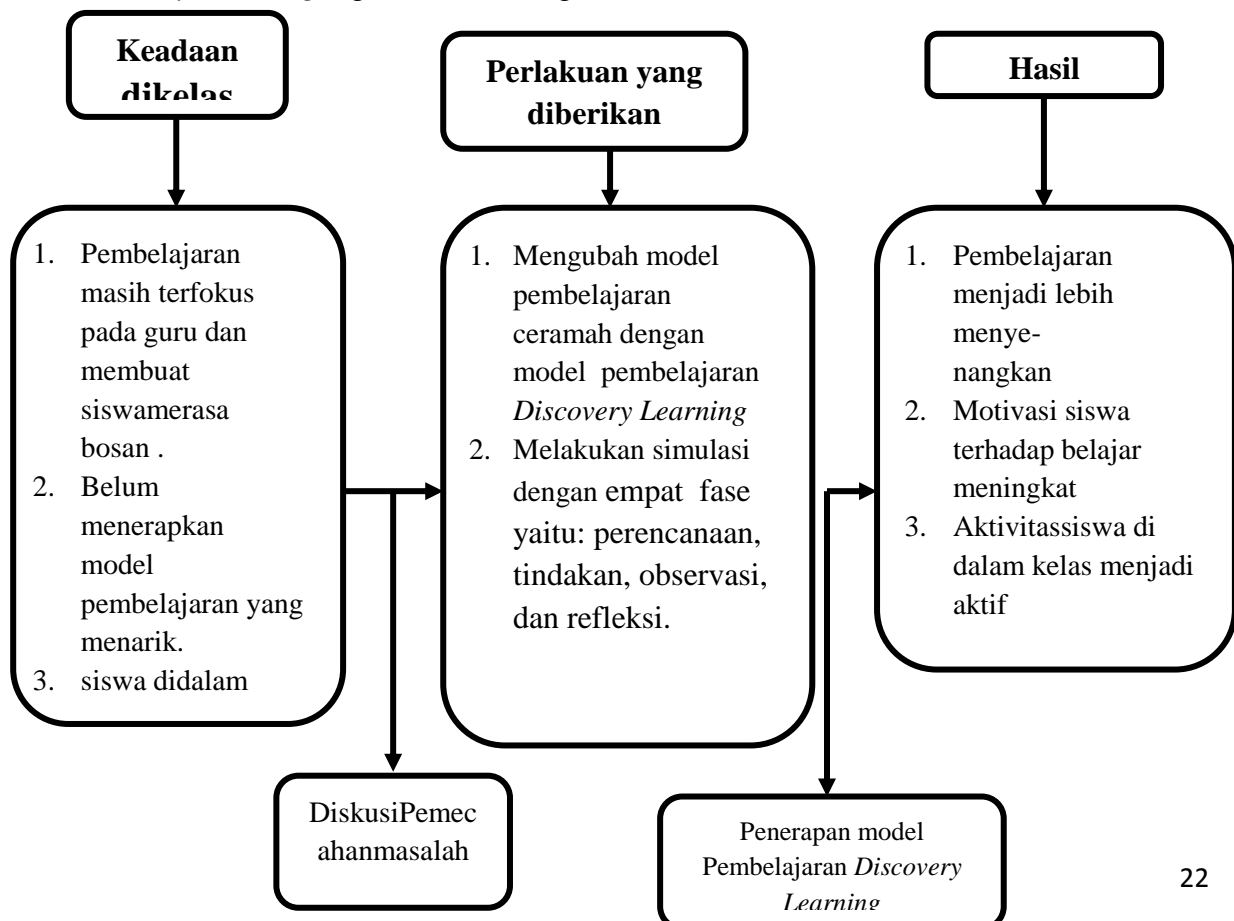 Keadaan
dikelas
Perlakuan yang
diberikan
Hasil
1. Pembelajaran
masih terfokus
pada guru dan
membuat
siswamerasa
bosan .
2. Belum
menerapkan
model
pembelajaran yang
menarik.
3. siswa didalam
1. Mengubah model
pembelajaran
ceramah dengan
model pembelajaran
Discovery Learning
2. Melakukan simulasi
dengan empat fase
yaitu: perencanaan,
tindakan, observasi,
dan refleksi.
1. Pembelajaran
menjadi lebih
menye-
nangkan
2. Motivasi siswa
terhadap belajar
meningkat
3. Aktivitassiswa di
dalam kelas menjadi
aktif
DiskusiPemec
ahanmasalah
Penerapan model
Pembelajaran Discovery
Learning
22